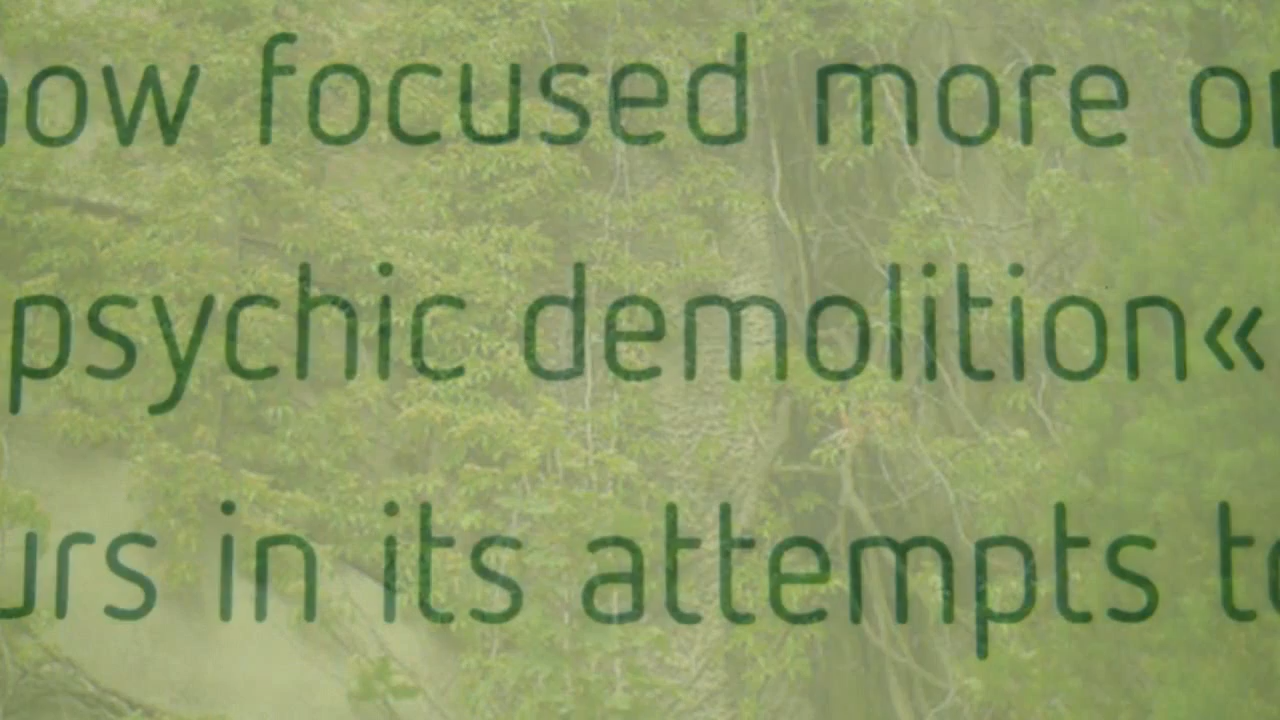 now focused more on
psychic demolition«
urs in its attempts to